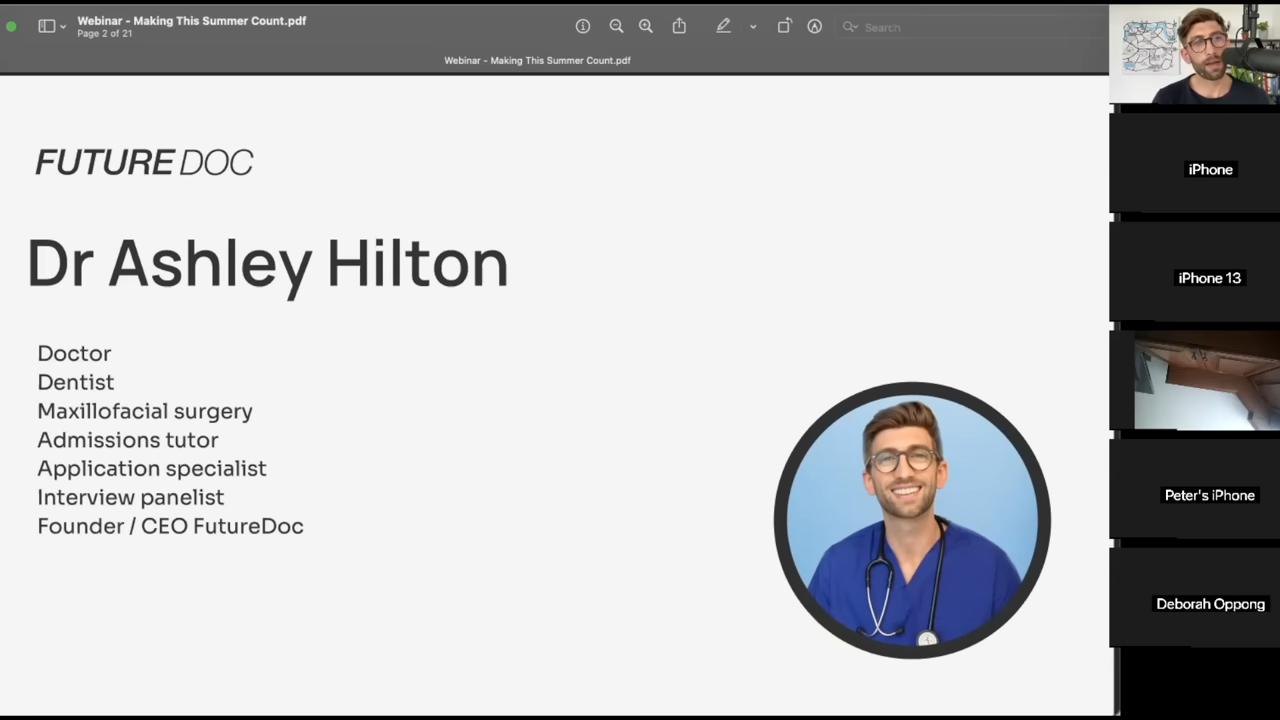 Webinar - Making This Summer Count.pdf
Page 2 of 21
Search
Webinar - Making This Summer Count.pdf
FUTURE DOC
Dr Ashley Hilton
Doctor
Dentist
Maxillofacial surgery
Admissions tutor
Application specialist
Interview panelist
Founder / CEO FutureDoc
iPhone
iPhone 13
Peter's iPhone
Deborah Oppong